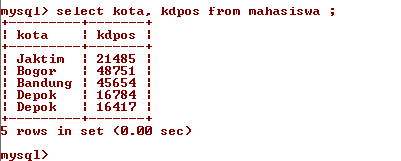 mysql> select kota, kdpos from mahasiswa ;
+---------+-------+
| kota    | kdpos |
+---------+-------+
| Jaktim  | 21485 |
| Bogor   | 48751 |
| Bandung | 45654 |
| Depok   | 16784 |
| Depok   | 16417 |
+---------+-------+
5 rows in set (0.00 sec)
mysql>